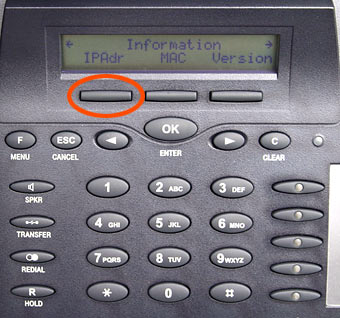 ← Information →
IPAdr MAC Version
F ESC OK C
MENU CANCEL ENTER CLEAR
SPKR 1 2 ABC 3 DEF
TRANSFER 4 GHI 5 JKL 6 MNO
REDIAL 7 PQRS 8 TUV 9 WXYZ
R * 0 #
HOLD